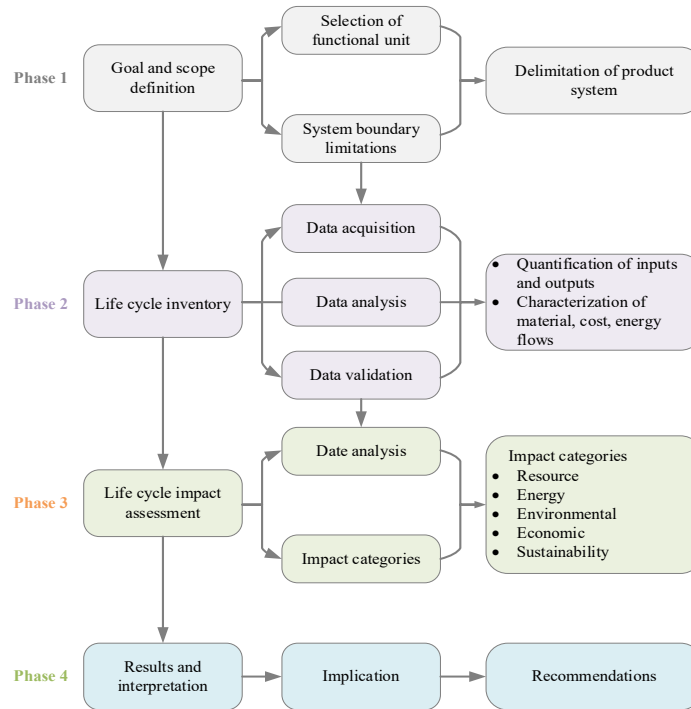 Phase 1
Goal and scope
definition
Selection of
functional unit
System boundary
limitations
Delimitation of product
system
Phase 2
Life cycle inventory
Data acquisition
Data analysis
Data validation
• Quantification of inputs
and outputs
• Characterization of
material, cost, energy
flows
Phase 3
Life cycle impact
assessment
Date analysis
Impact categories
Impact categories
• Resource
• Energy
• Environmental
• Economic
• Sustainability
Phase 4
Results and
interpretation
Implication
Recommendations